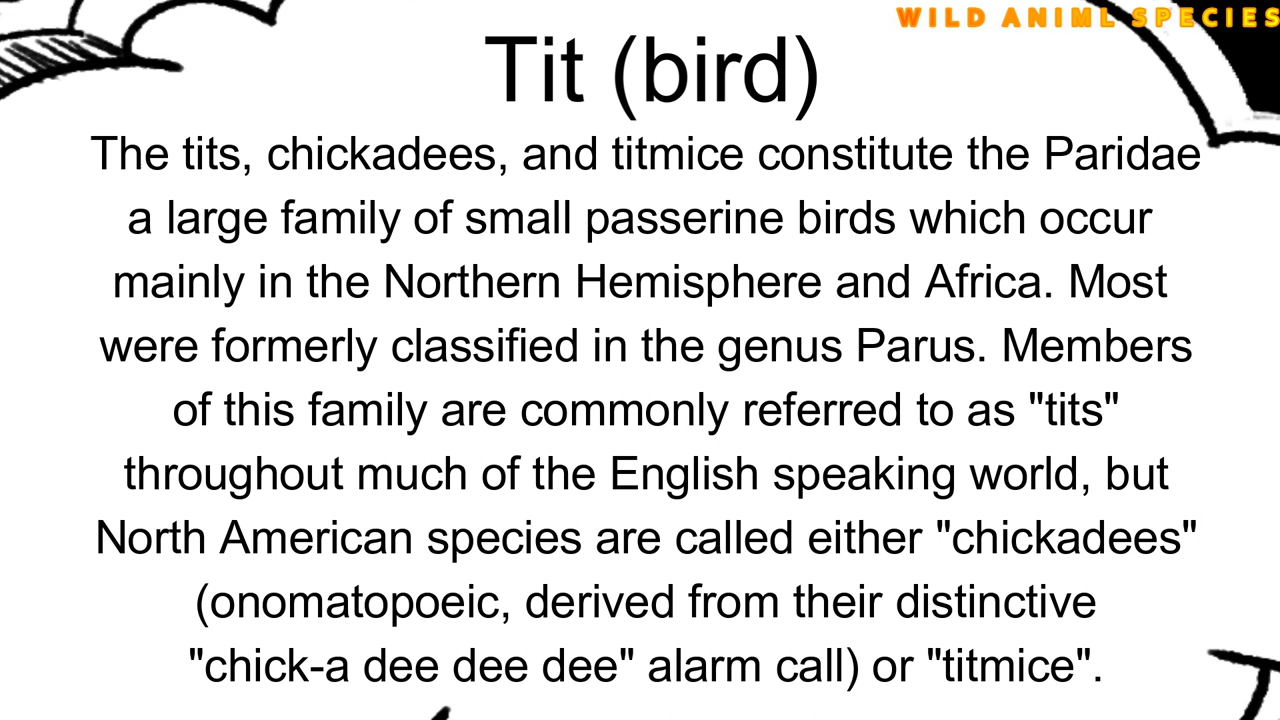 WILD ANIML SPECIES
Tit (bird)
The tits, chickadees, and titmice constitute the Paridae
a large family of small passerine birds which occur
mainly in the Northern Hemisphere and Africa. Most
were formerly classified in the genus Parus. Members
of this family are commonly referred to as "tits"
throughout much of the English speaking world, but
North American species are called either "chickadees"
(onomatopoeic, derived from their distinctive
"chick-a dee dee dee" alarm call) or "titmice".